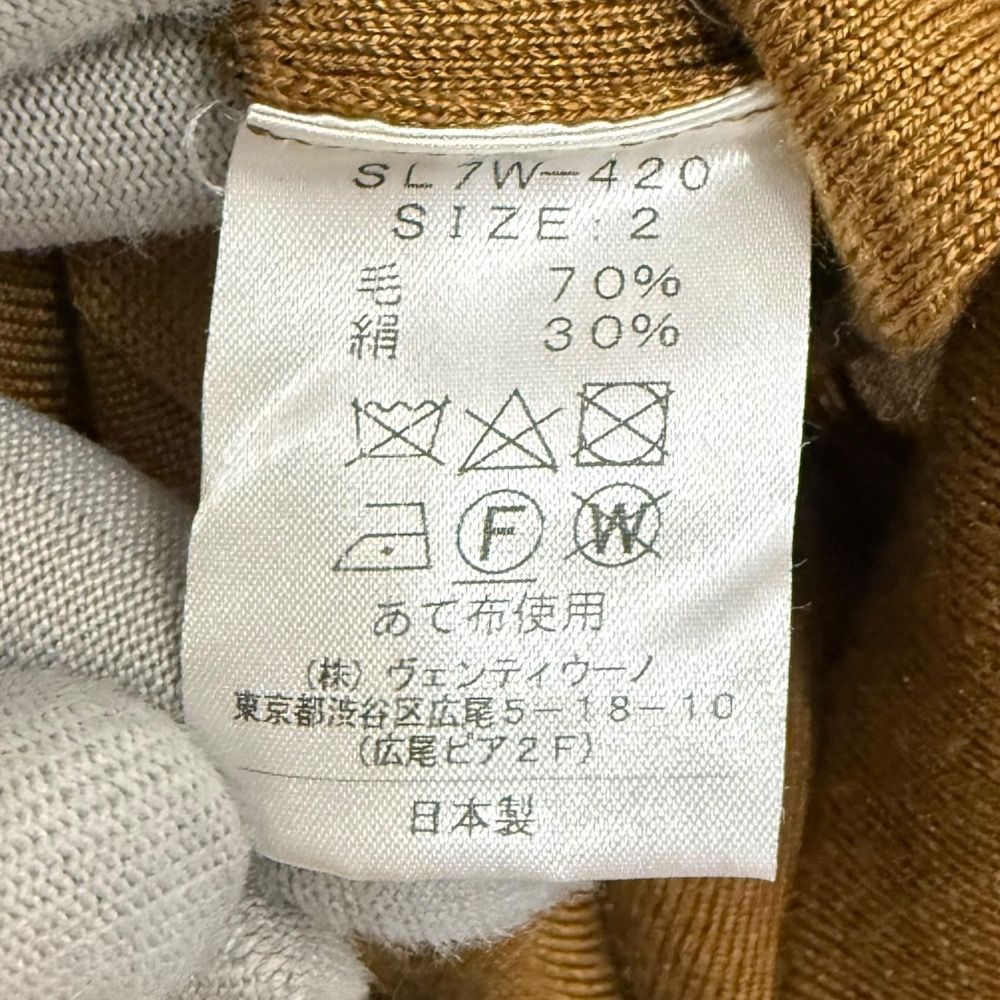 SL7W-420
SIZE:2
毛 70%
絹 30%
F W
あて布使用
(株)ヴェンティウーノ
東京都渋谷区広尾5-18-10
(広尾ピア2F)
日本製